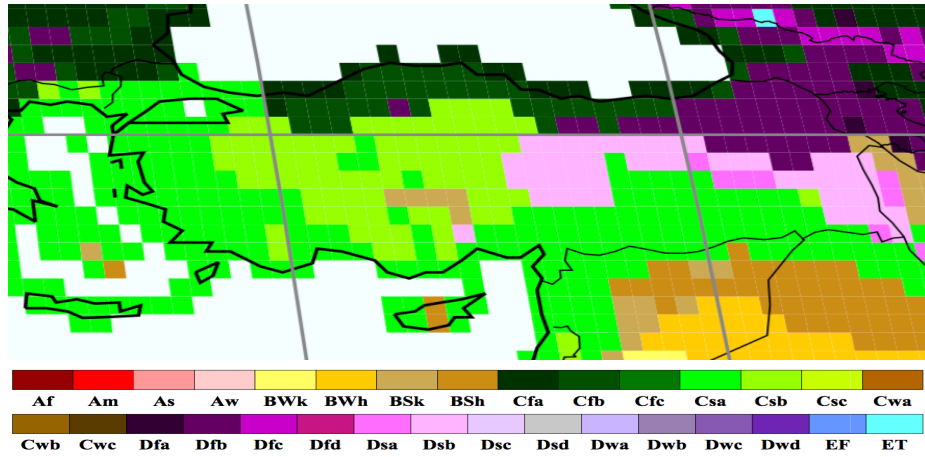 Af Am As Aw BWk BWh BSk BSh Cfa Cfb Cfc Csa Csb Csc Cwa
Cwb Cwc Dfa Dfb Dfc Dfd Dsa Dsb Dsc Dsd Dwa Dwb Dwc Dwd EF ET